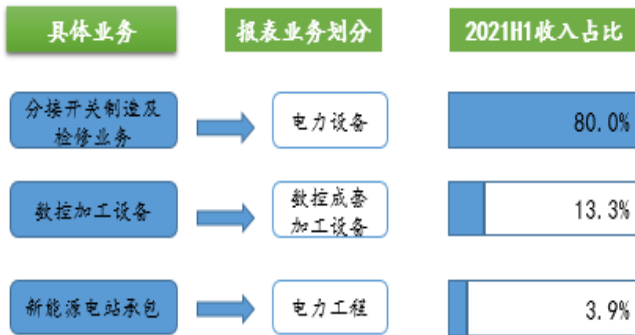 具体业务 报表业务划分 2021H1收入占比
分接开关制造及
检修业务
电力设备
80.0%
数控加工设备
数控成套
加工设备
13.3%
新能源电站承包
电力工程
3.9%